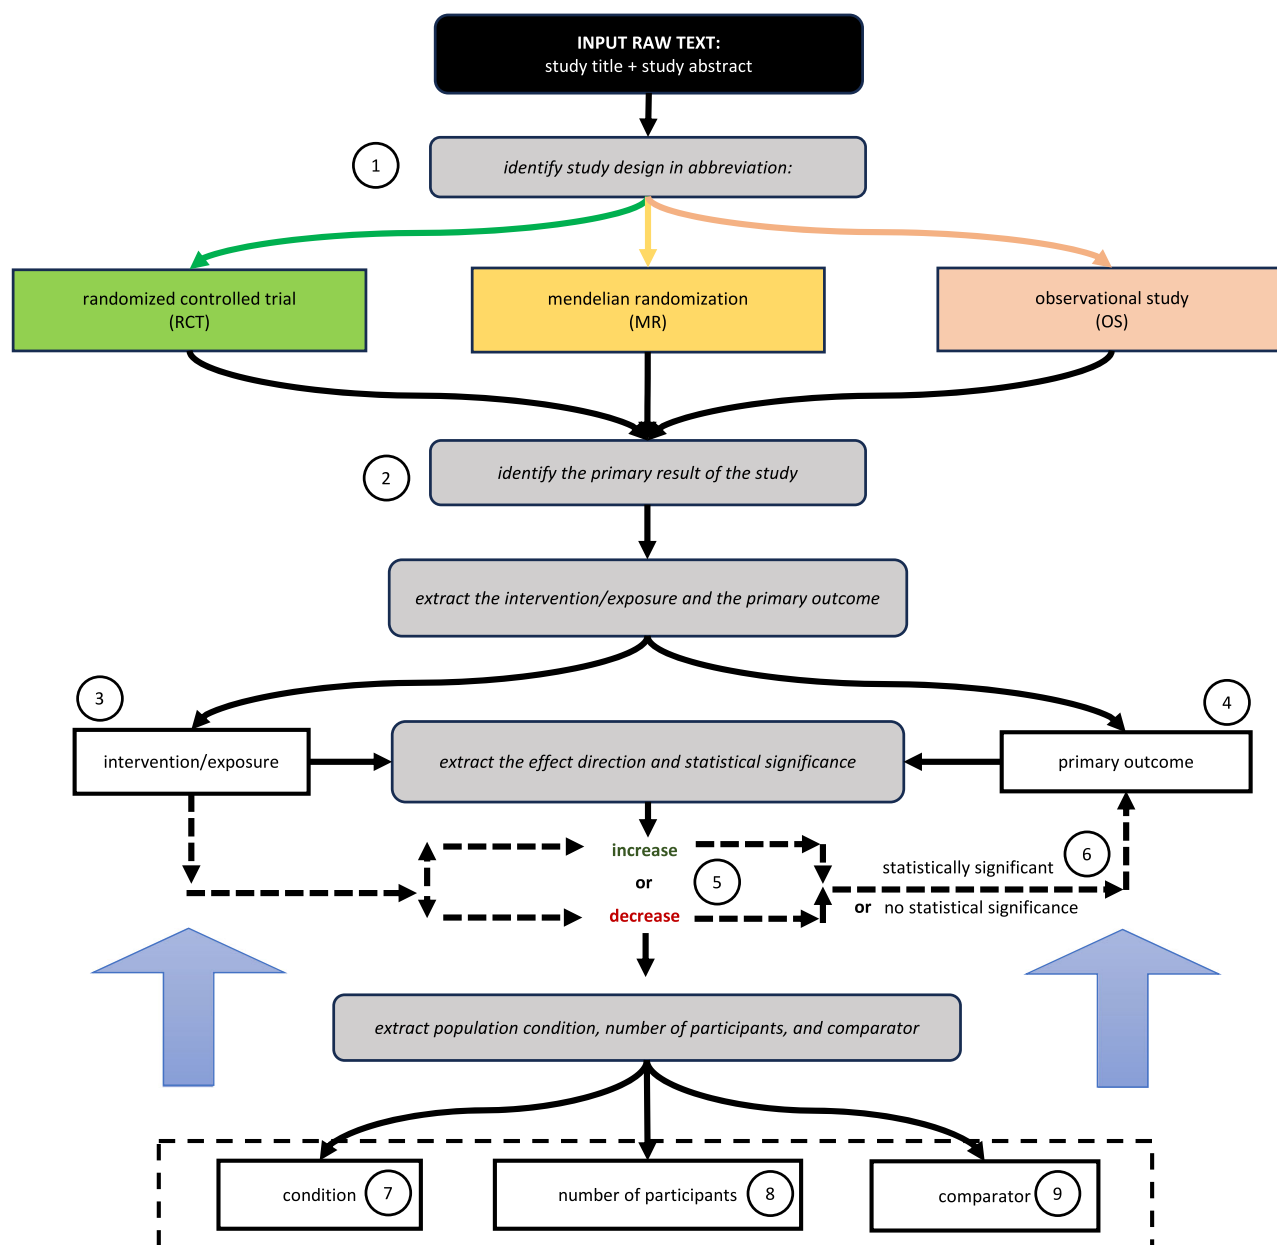 INPUT RAW TEXT:
study title + study abstract
1
identify study design in abbreviation:
randomized controlled trial
(RCT)
mendelian randomization
(MR)
observational study
(OS)
2
identify the primary result of the study
extract the intervention/exposure and the primary outcome
3
4
intervention/exposure
extract the effect direction and statistical significance
primary outcome
increase
or
decrease
5
6
statistically significant
or no statistical significance
extract population condition, number of participants, and comparator
condition 7
number of participants 8
comparator 9